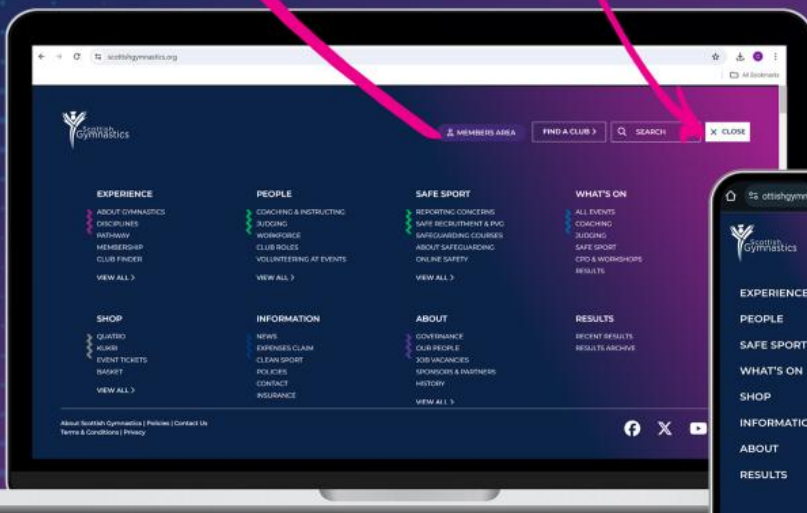 scottishgymnastics.org
All Bookmarks
Scottish
Gymnastics
MEMBERS AREA
FIND A CLUB >
SEARCH
X CLOSE
EXPERIENCE
ABOUT GYMNASTICS
DISCIPLINES
PATHWAY
MEMBERSHIP
CLUB FINDER
VIEW ALL >
PEOPLE
COACHING & INSTRUCTING
JUDGING
WORKFORCE
CLUB ROLES
VOLUNTEERING AT EVENTS
VIEW ALL >
SAFE SPORT
REPORTING CONCERNS
SAFE RECRUITMENT & PVG
SAFEGUARDING COURSES
ABOUT SAFEGUARDING
ONLINE SAFETY
VIEW ALL >
WHAT'S ON
ALL EVENTS
COACHING
JUDGING
SAFE SPORT
CPD & WORKSHOPS
RESULTS
SHOP
QUATRO
KUKRI
EVENT TICKETS
BASKET
VIEW ALL >
INFORMATION
NEWS
EXPENSES CLAIM
CLEAN SPORT
POLICIES
CONTACT
INSURANCE
ABOUT
GOVERNANCE
OUR PEOPLE
JOB VACANCIES
SPONSORS & PARTNERS
HISTORY
VIEW ALL >
RESULTS
RECENT RESULTS
RESULTS ARCHIVE
About Scottish Gymnastics | Policies | Contact Us
Terms & Conditions | Privacy
ottishgymn
Scottish
Gymnastics
EXPERIENCE
PEOPLE
SAFE SPORT
WHAT'S ON
SHOP
INFORMATIO
ABOUT
RESULTS